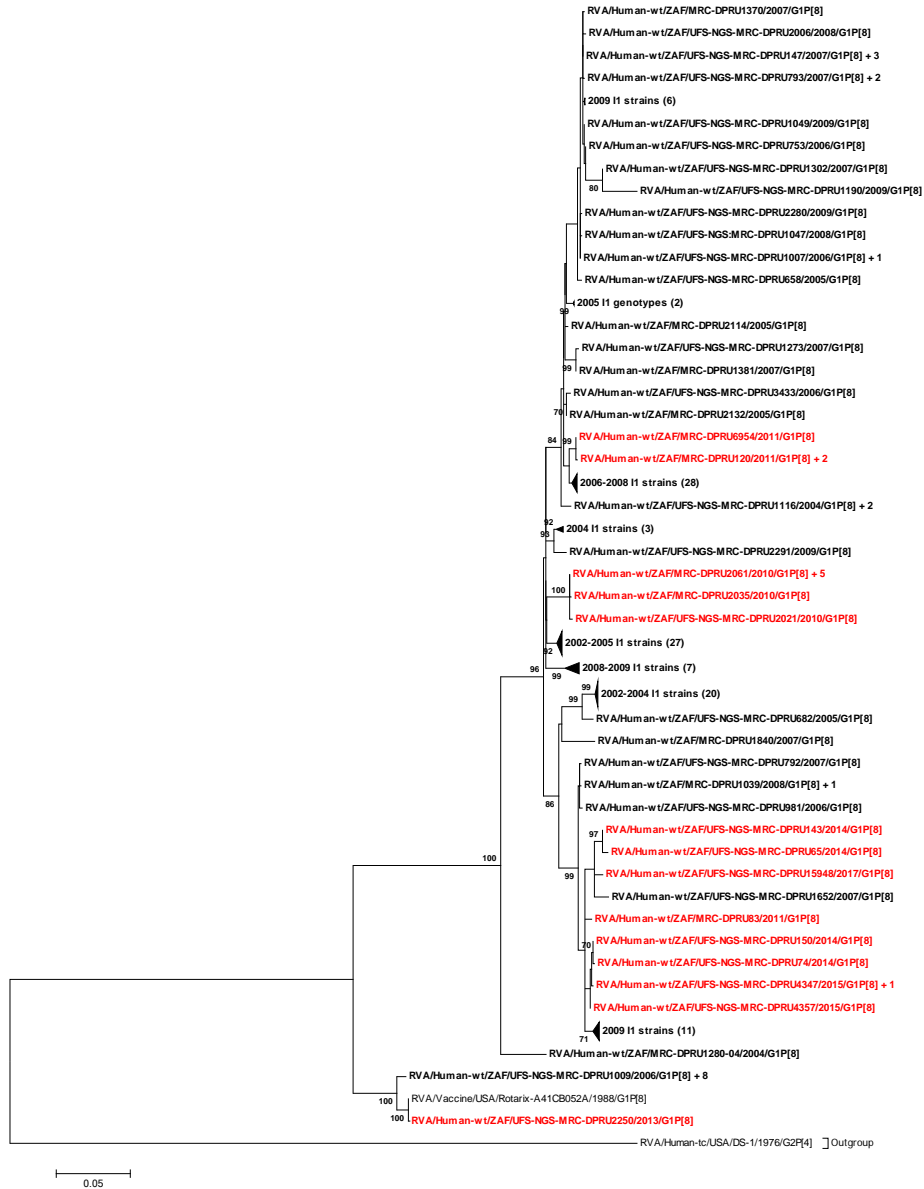 RVA/Human-wt/ZAF/MRC-DPRU1370/2007/G1P[8]
RVA/Human-wt/ZAF/UFS-NGS-MRC-DPRU2006/2008/G1P[8]
RVA/Human-wt/ZAF/UFS-NGS-MRC-DPRU147/2007/G1P[8] + 3
RVA/Human-wt/ZAF/UFS-NGS-MRC-DPRU793/2007/G1P[8] + 2
2009 I1 strains (6)
RVA/Human-wt/ZAF/UFS-NGS-MRC-DPRU1049/2009/G1P[8]
RVA/Human-wt/ZAF/UFS-NGS-MRC-DPRU753/2006/G1P[8]
RVA/Human-wt/ZAF/UFS-NGS-MRC-DPRU1302/2007/G1P[8]
80
RVA/Human-wt/ZAF/UFS-NGS-MRC-DPRU1190/2009/G1P[8]
RVA/Human-wt/ZAF/UFS-NGS-MRC-DPRU2280/2009/G1P[8]
RVA/Human-wt/ZAF/UFS-NGS:MRC-DPRU1047/2008/G1P[8]
RVA/Human-wt/ZAF/UFS-NGS-MRC-DPRU1007/2006/G1P[8] + 1
RVA/Human-wt/ZAF/UFS-NGS-MRC-DPRU658/2005/G1P[8]
2005 I1 genotypes (2)
99
RVA/Human-wt/ZAF/MRC-DPRU2114/2005/G1P[8]
RVA/Human-wt/ZAF/UFS-NGS-MRC-DPRU1273/2007/G1P[8]
99
RVA/Human-wt/ZAF/MRC-DPRU1381/2007/G1P[8]
RVA/Human-wt/ZAF/UFS-NGS-MRC-DPRU3433/2006/G1P[8]
70
RVA/Human-wt/ZAF/MRC-DPRU2132/2005/G1P[8]
84
99
RVA/Human-wt/ZAF/MRC-DPRU6954/2011/G1P[8]
RVA/Human-wt/ZAF/MRC-DPRU120/2011/G1P[8] + 2
2006-2008 I1 strains (28)
RVA/Human-wt/ZAF/UFS-NGS-MRC-DPRU1116/2004/G1P[8] + 2
92
2004 I1 strains (3)
93
RVA/Human-wt/ZAF/UFS-NGS-MRC-DPRU2291/2009/G1P[8]
RVA/Human-wt/ZAF/MRC-DPRU2061/2010/G1P[8] + 5
100
RVA/Human-wt/ZAF/MRC-DPRU2035/2010/G1P[8]
RVA/Human-wt/ZAF/UFS-NGS-MRC-DPRU2021/2010/G1P[8]
2002-2005 I1 strains (27)
92
96
2008-2009 I1 strains (7)
99
99
2002-2004 I1 strains (20)
99
RVA/Human-wt/ZAF/UFS-NGS-MRC-DPRU682/2005/G1P[8]
RVA/Human-wt/ZAF/MRC-DPRU1840/2007/G1P[8]
RVA/Human-wt/ZAF/UFS-NGS-MRC-DPRU792/2007/G1P[8]
RVA/Human-wt/ZAF/MRC-DPRU1039/2008/G1P[8] + 1
86
RVA/Human-wt/ZAF/UFS-NGS-MRC-DPRU981/2006/G1P[8]
97
RVA/Human-wt/ZAF/UFS-NGS-MRC-DPRU143/2014/G1P[8]
RVA/Human-wt/ZAF/UFS-NGS-MRC-DPRU65/2014/G1P[8]
99
RVA/Human-wt/ZAF/UFS-NGS-MRC-DPRU15948/2017/G1P[8]
RVA/Human-wt/ZAF/UFS-NGS-MRC-DPRU1652/2007/G1P[8]
100
RVA/Human-wt/ZAF/MRC-DPRU83/2011/G1P[8]
70
RVA/Human-wt/ZAF/UFS-NGS-MRC-DPRU150/2014/G1P[8]
RVA/Human-wt/ZAF/UFS-NGS-MRC-DPRU74/2014/G1P[8]
RVA/Human-wt/ZAF/UFS-NGS-MRC-DPRU4347/2015/G1P[8] + 1
RVA/Human-wt/ZAF/UFS-NGS-MRC-DPRU4357/2015/G1P[8]
2009 I1 strains (11)
71
RVA/Human-wt/ZAF/MRC-DPRU1280-04/2004/G1P[8]
RVA/Human-wt/ZAF/UFS-NGS-MRC-DPRU1009/2006/G1P[8] + 8
100
RVA/Vaccine/USA/Rotarix-A41CB052A/1988/G1P[8]
100
RVA/Human-wt/ZAF/UFS-NGS-MRC-DPRU2250/2013/G1P[8]
RVA/Human-tc/USA/DS-1/1976/G2P[4] Outgroup
0.05